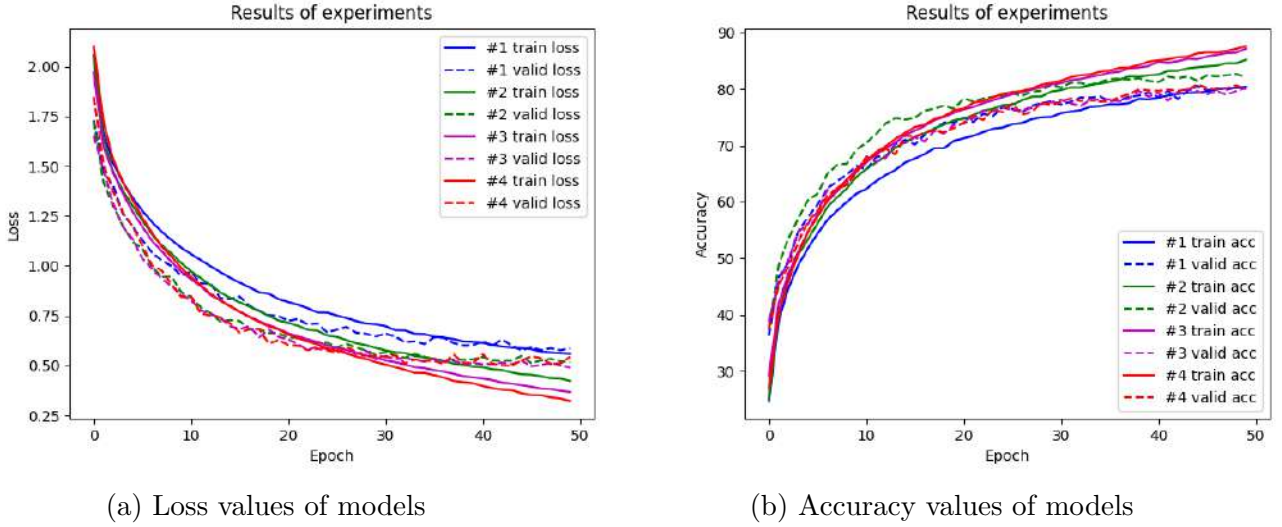 Results of experiments
Loss
2.00
1.75
1.50
1.25
1.00
0.75
0.50
0.25
#1 train loss
#1 valid loss
#2 train loss
#2 valid loss
#3 train loss
#3 valid loss
#4 train loss
#4 valid loss
0 10 20 30 40 50
Epoch
(a) Loss values of models
Results of experiments
Accuracy
90
80
70
60
50
40
30
#1 train acc
#1 valid acc
#2 train acc
#2 valid acc
#3 train acc
#3 valid acc
#4 train acc
#4 valid acc
0 10 20 30 40 50
Epoch
(b) Accuracy values of models